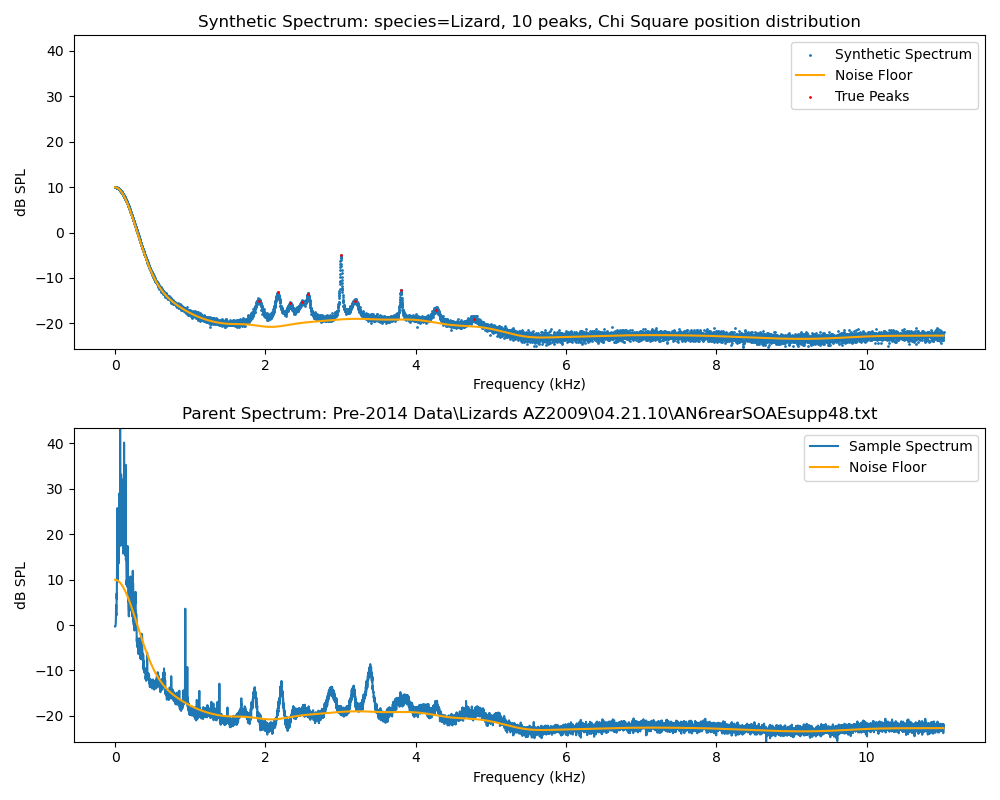 Synthetic Spectrum: species=Lizard, 10 peaks, Chi Square position distribution
40
30
20
10
0
−10
−20
dB SPL
Synthetic Spectrum
Noise Floor
True Peaks
0 2 4 6 8 10
Frequency (kHz)
Parent Spectrum: Pre-2014 Data\Lizards AZ2009\04.21.10\AN6rearSOAEsupp48.txt
40
30
20
10
0
−10
−20
dB SPL
Sample Spectrum
Noise Floor
0 2 4 6 8 10
Frequency (kHz)